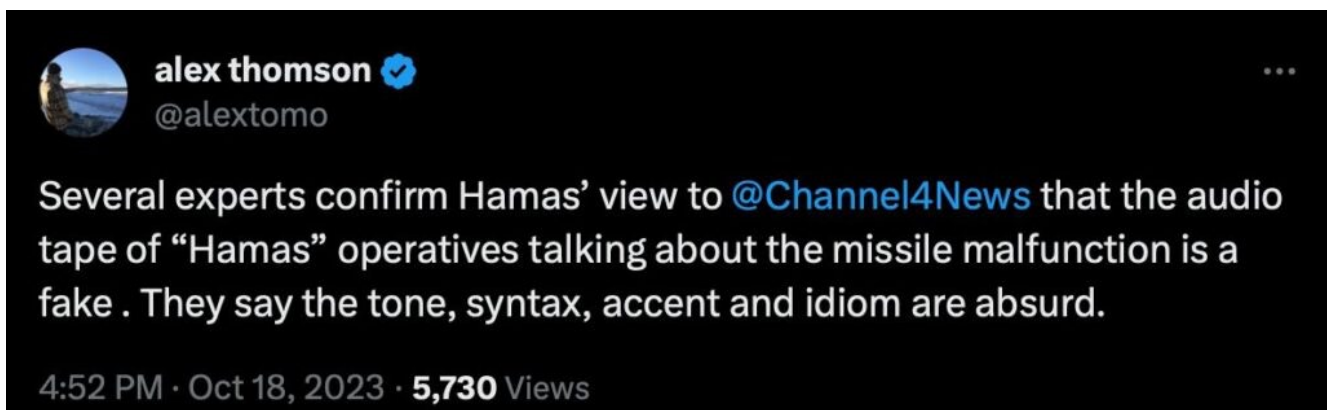 alex thomson
@alextomo
Several experts confirm Hamas’ view to @Channel4News that the audio
tape of “Hamas” operatives talking about the missile malfunction is a
fake . They say the tone, syntax, accent and idiom are absurd.
4:52 PM · Oct 18, 2023 · 5,730 Views